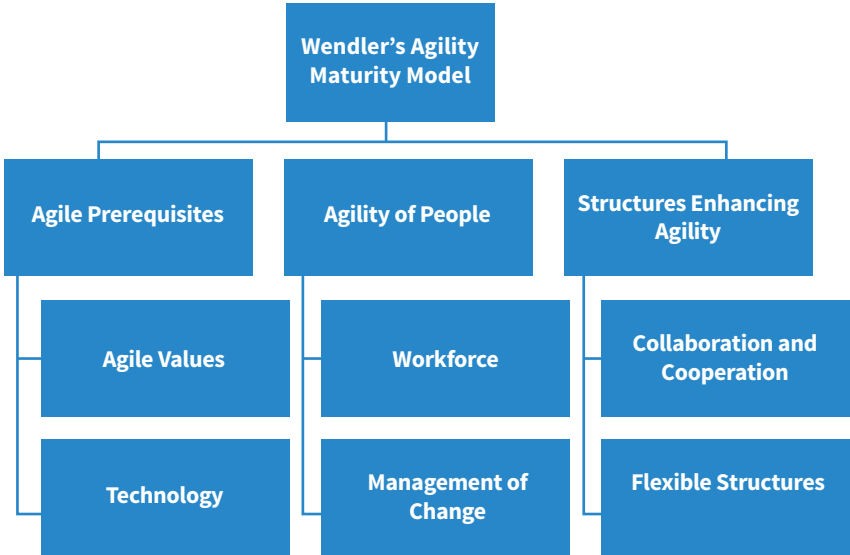 Wendler’s Agility
Maturity Model
Agile Prerequisites
Agility of People
Structures Enhancing
Agility
Agile Values
Workforce
Collaboration and
Cooperation
Technology
Management of
Change
Flexible Structures